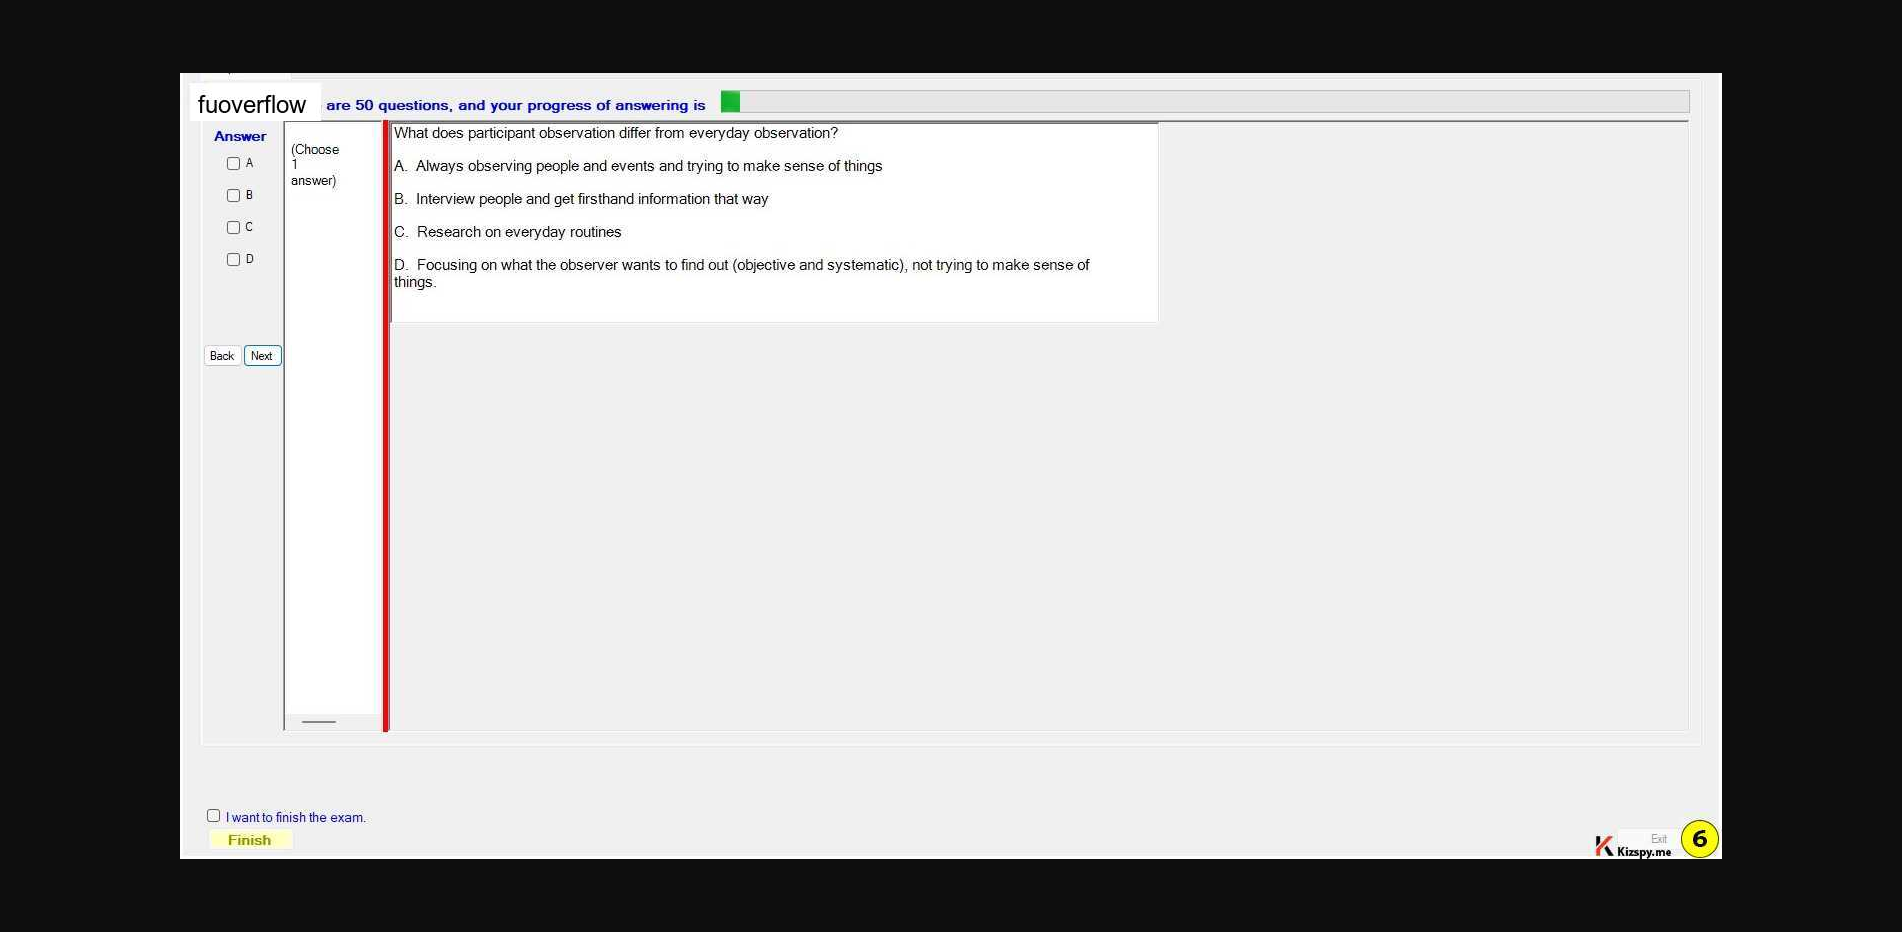 fuoverflow are 50 questions, and your progress of answering is
Answer
A
B
C
D
Back Next
(Choose
1
answer)
What does participant observation differ from everyday observation?
A. Always observing people and events and trying to make sense of things
B. Interview people and get firsthand information that way
C. Research on everyday routines
D. Focusing on what the observer wants to find out (objective and systematic), not trying to make sense of
things.
I want to finish the exam.
Finish
Exit
Kizspy.me
6